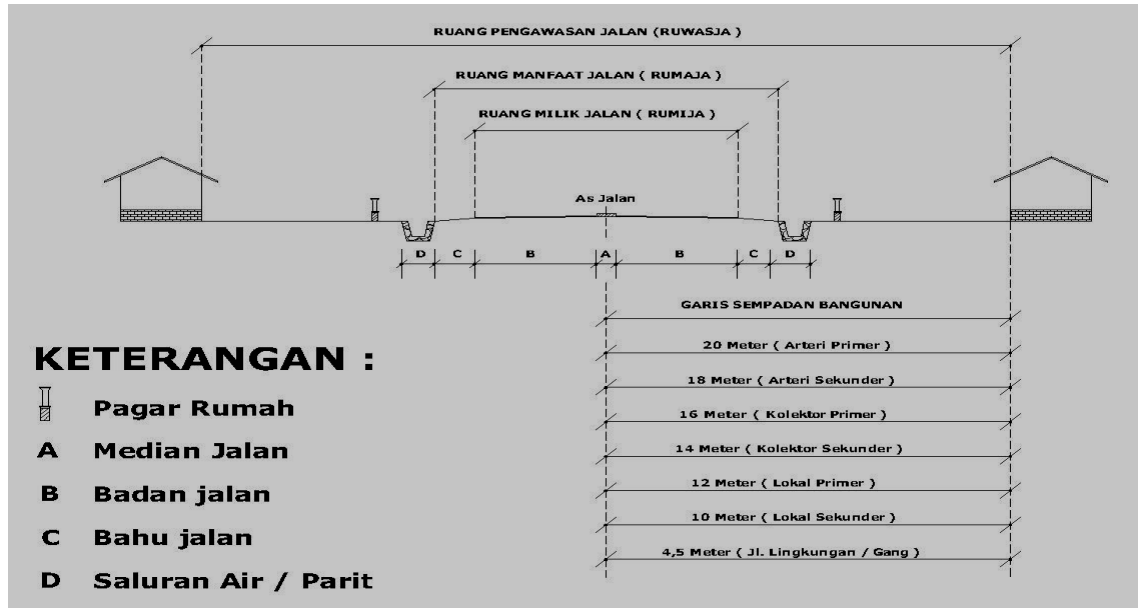 RUANG PENGAWASAN JALAN (RUWASJA )
RUANG MANFAAT JALAN ( RUMAJA )
RUANG MILIK JALAN ( RUMIJA )
As Jalan
D C B A B C D
GARIS SEMPADAN BANGUNAN
20 Meter ( Arteri Primer )
18 Meter ( Arteri Sekunder )
16 Meter ( Kolektor Primer )
14 Meter ( Kolektor Sekunder )
12 Meter ( Lokal Primer )
10 Meter ( Lokal Sekunder )
4,5 Meter ( Jl. Lingkungan / Gang )
KETERANGAN :
Pagar Rumah
A Median Jalan
B Badan jalan
C Bahu jalan
D Saluran Air / Parit